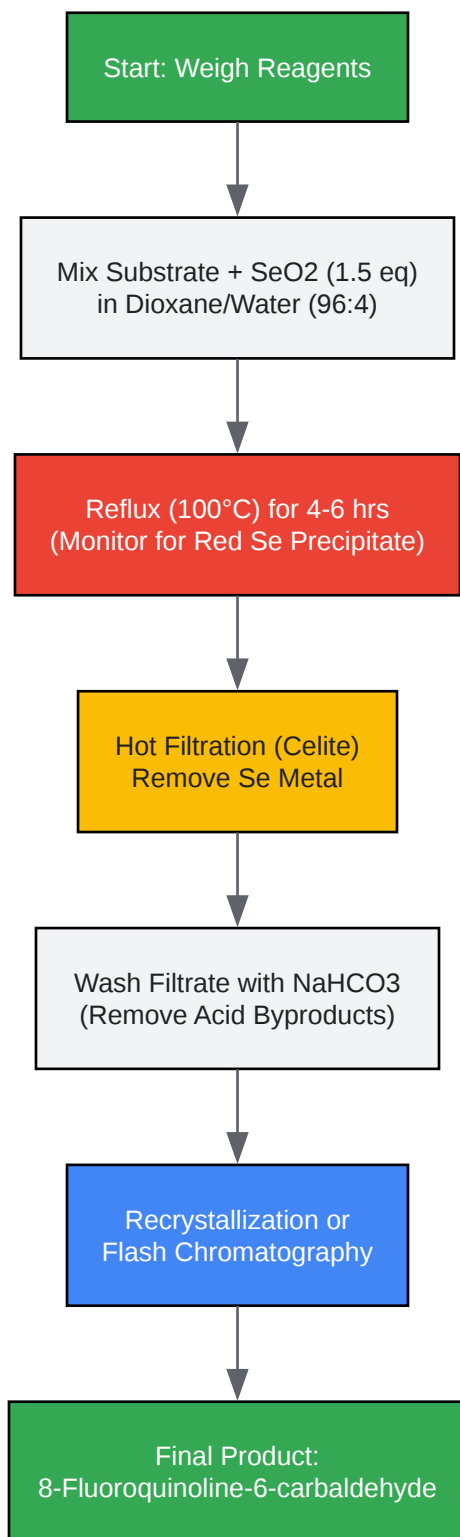 Start: Weigh Reagents
Mix Substrate + SeO2 (1.5 eq)
in Dioxane/Water (96:4)
Reflux (100°C) for 4-6 hrs
(Monitor for Red Se Precipitate)
Hot Filtration (Celite)
Remove Se Metal
Wash Filtrate with NaHCO3
(Remove Acid Byproducts)
Recrystallization or
Flash Chromatography
Final Product:
8-Fluoroquinoline-6-carbaldehyde